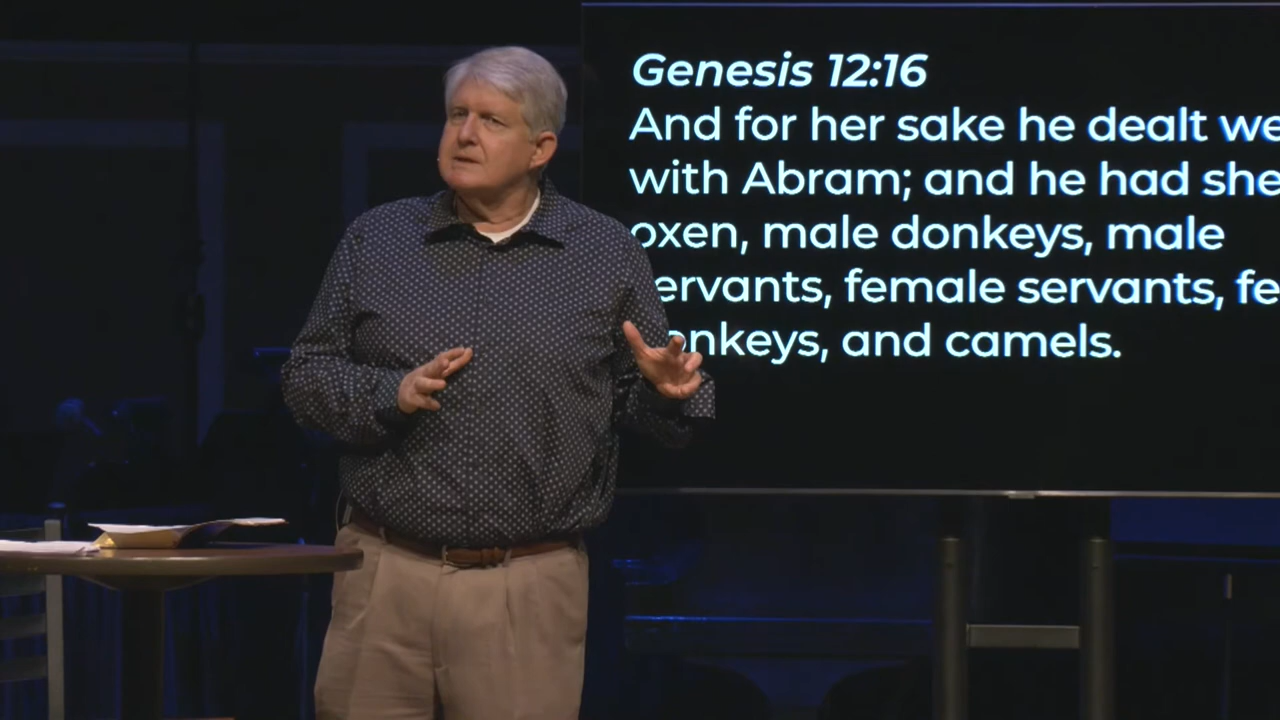 Genesis 12:16
And for her sake he dealt we
with Abram; and he had she
oxen, male donkeys, male
ervants, female servants, fe
onkeys, and camels.